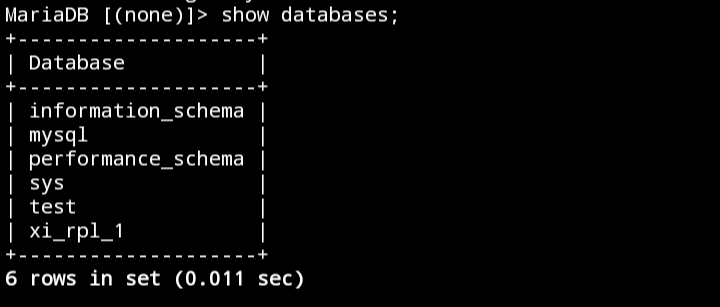 MariaDB [(none)]> show databases;
+--------------------+
| Database           |
+--------------------+
| information_schema |
| mysql              |
| performance_schema |
| sys                |
| test               |
| xi_rpl_1           |
+--------------------+
6 rows in set (0.011 sec)